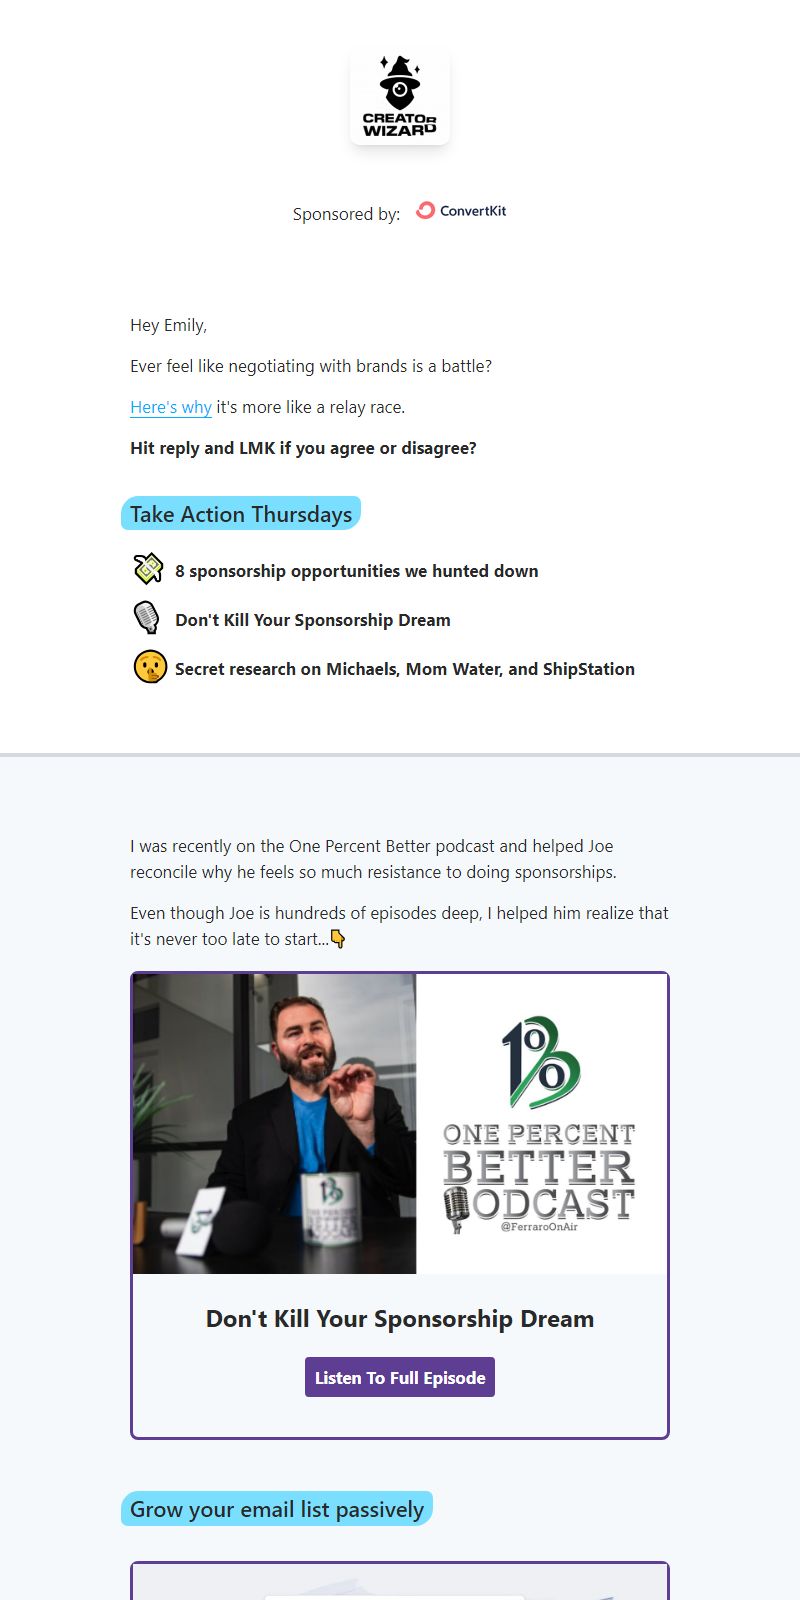 CREATOR
WIZARD
Sponsored by: ConvertKit
Hey Emily,
Ever feel like negotiating with brands is a battle?
Here's why it's more like a relay race.
Hit reply and LMK if you agree or disagree?
Take Action Thursdays
8 sponsorship opportunities we hunted down
Don't Kill Your Sponsorship Dream
Secret research on Michaels, Mom Water, and ShipStation
I was recently on the One Percent Better podcast and helped Joe
reconcile why he feels so much resistance to doing sponsorships.
Even though Joe is hundreds of episodes deep, I helped him realize that
it's never too late to start...
1%B
ONE PERCENT
BETTER
PODCAST
@FerraroOnAir
ONE PERCENT
BETTER
PODCAST
Don't Kill Your Sponsorship Dream
Listen To Full Episode
Grow your email list passively